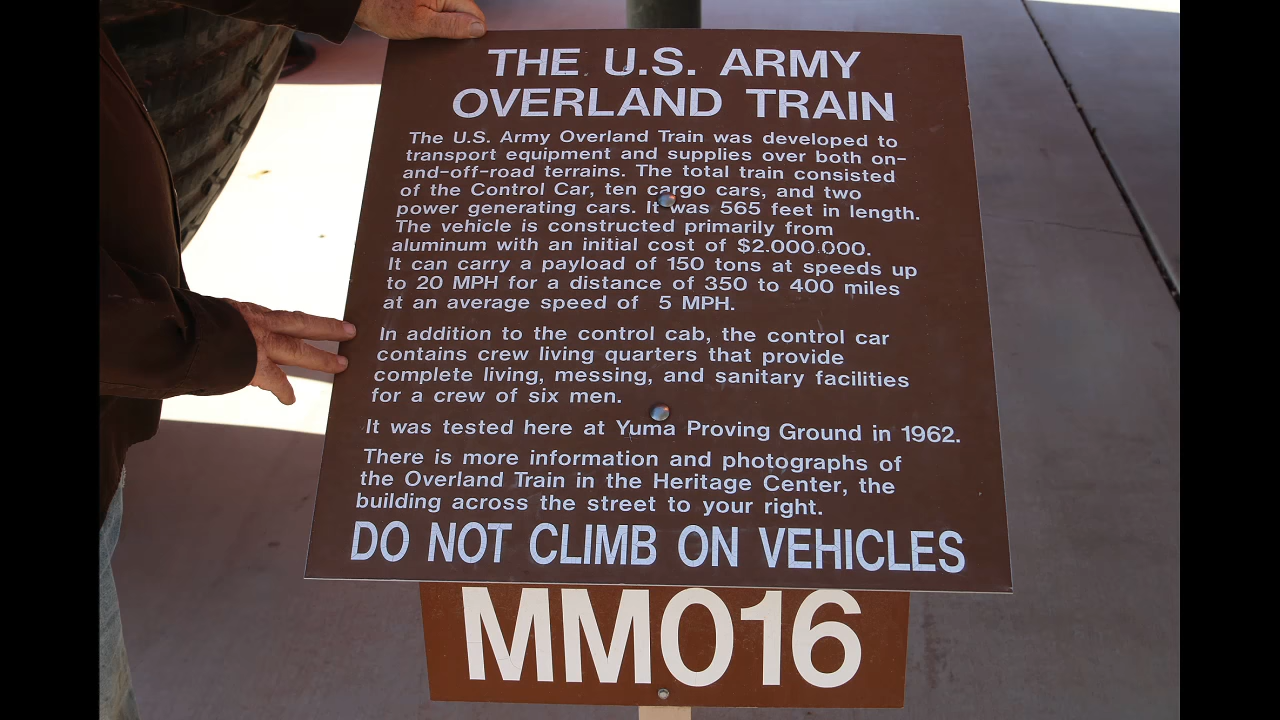 THE U.S. ARMY
OVERLAND TRAIN
The U.S. Army Overland Train was developed to
transport equipment and supplies over both on-
and-off-road terrains. The total train consisted
of the Control Car, ten cargo cars, and two
power generating cars. It was 565 feet in length.
The vehicle is constructed primarily from
aluminum with an initial cost of $2.000.000.
It can carry a payload of 150 tons at speeds up
to 20 MPH for a distance of 350 to 400 miles
at an average speed of 5 MPH.
In addition to the control cab, the control car
contains crew living quarters that provide
complete living, messing, and sanitary facilities
for a crew of six men.
It was tested here at Yuma Proving Ground in 1962.
There is more information and photographs of
the Overland Train in the Heritage Center, the
building across the street to your right.
DO NOT CLIMB ON VEHICLES
MM016